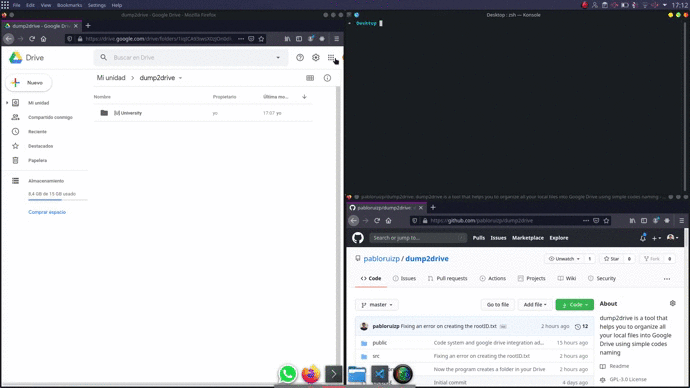 File Edit View Bookmarks Settings Help
17:12
dump2drive - Google Drive - Mozilla Firefox
dump2drive - Google Driv
https://drive.google.com/drive/folders/
Drive
Buscar en Drive
Nuevo
Mi unidad
Compartido conmigo
Reciente
Destacados
Papelera
Almacenamiento
8,4 GB de 15 GB usado
Comprar espacio
Mi unidad > dump2drive
Nombre Propietario Última mo...
[U] University yo 17:07 yo
Desktop : zsh — Konsole
Desktop
pabloruizp/dump2drive: dump2drive is a tool that helps you to organize all your local files into Google Drive using simple codes naming
pabloruizp/dump2drive
https://github.com/pabloruizp/dump2drive
Search or jump to...
Pulls Issues Marketplace Explore
pabloruizp / dump2drive
Unwatch 1 Star 0 Fork 0
Code Issues Pull requests Actions Projects Wiki Security
master Go to file Add file Code
pabloruizp Fixing an error on creating the rootID.txt 2 hours ago 12
public Code system and google drive integration ad... 15 hours ago
src Fixing an error on creating the rootID.txt 2 hours ago
Now the program creates a folder in your Drive 2 hours ago
Initial commit 4 days ago
About
dump2drive is a tool that
helps you to organize all
your local files into
Google Drive using simple
codes naming
Readme
GPL-3.0 License